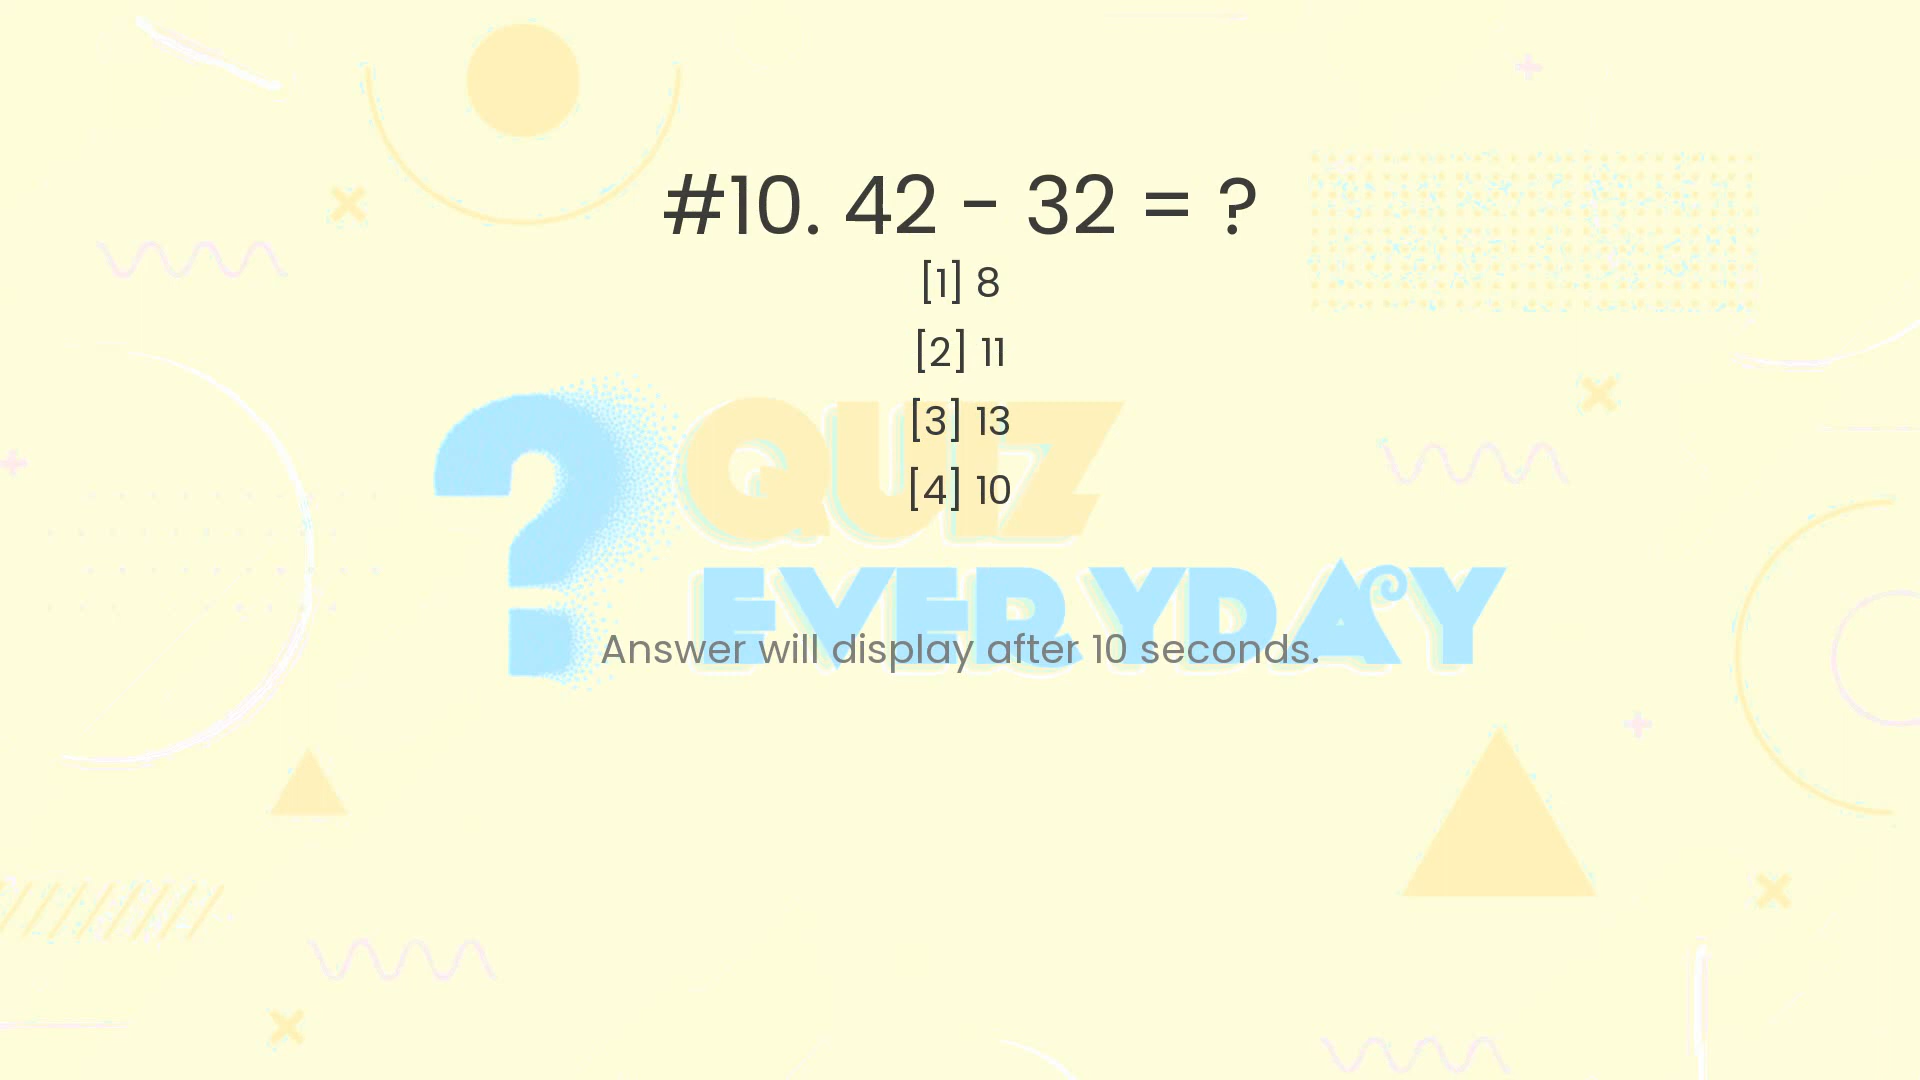 #10. 42 - 32 = ?
[1] 8
[2] 11
[3] 13
[4] 10
? QUIZ
EVERYDAY
Answer will display after 10 seconds.